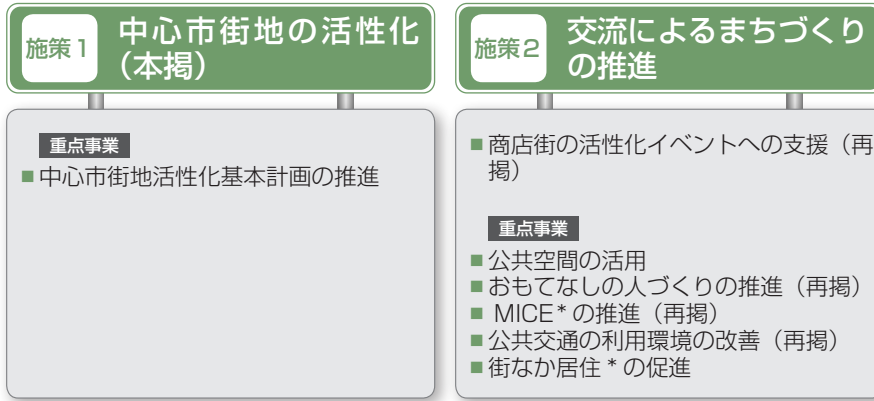 施策1
中心市街地の活性化
（本掲）
重点事業
■中心市街地活性化基本計画の推進
施策2
交流によるまちづくり
の推進
■商店街の活性化イベントへの支援（再
掲）
重点事業
■公共空間の活用
■おもてなしの人づくりの推進（再掲）
■MICE*の推進（再掲）
■公共交通の利用環境の改善（再掲）
■街なか居住*の促進